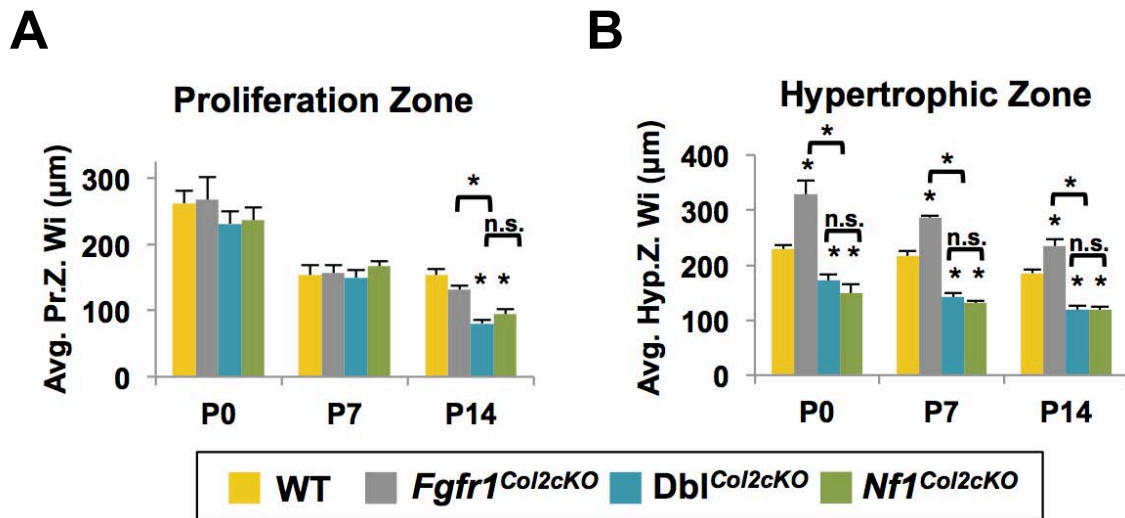 A
B
Proliferation Zone
Hypertrophic Zone
Avg. Pr.Z. Wi (µm)
300
200
100
0
*
n.s.
* *
P0 P7 P14
Avg. Hyp.Z. Wi (µm)
400
300
200
100
0
*
*
n.s.
* *
*
*
n.s.
* *
*
*
n.s.
* *
P0 P7 P14
WT Fgfr1Col2cKO DblCol2cKO Nf1Col2cKO